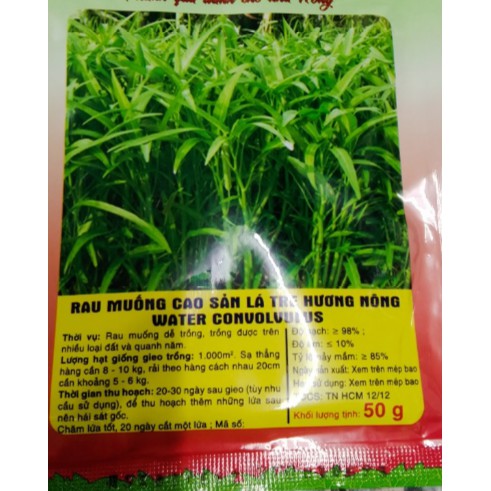 RAU MUỐNG CAO SẢN LÁ TRE HƯƠNG NÔNG
WATER CONVOLVULUS
Thời vụ: Rau muống dễ trồng, trồng được trên
nhiều loại đất và quanh năm.
Lượng hạt giống gieo trồng: 1.000m². Sạ thẳng
hàng cần 8 - 10 kg, rải theo hàng cách nhau 20cm
cần khoảng 5 - 6 kg.
Thời gian thu hoạch: 20-30 ngày sau gieo (tùy nhu
cầu sử dụng), để thu hoạch thêm những lứa sau
nên hái sát gốc.
Chăm lứa tốt, 20 ngày cắt một lứa ; Mã số:
Độ sạch: ≥ 98% ;
Độ ẩm: ≤ 10%
Tỷ lệ nảy mầm: ≥ 85%
Ngày sản xuất: Xem trên mép bao
Hạn sử dụng: Xem trên mép bao
TCCS: TN HCM 12/12
Khối lượng tịnh: 50 g